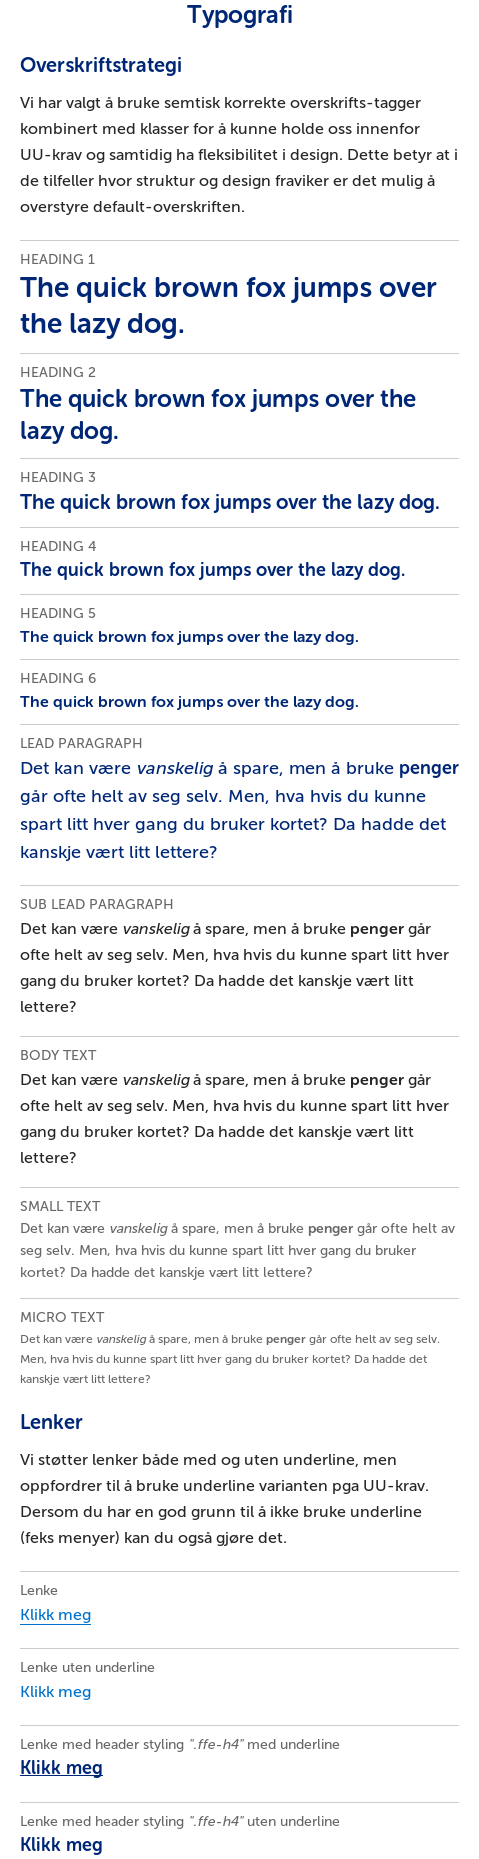 Typografi
Overskriftstrategi
Vi har valgt å bruke semtisk korrekte overskrifts-tagger
kombinert med klasser for å kunne holde oss innenfor
UU-krav og samtidig ha fleksibilitet i design. Dette betyr at i
de tilfeller hvor struktur og design fraviker er det mulig å
overstyre default-overskriften.
HEADING 1
The quick brown fox jumps over
the lazy dog.
HEADING 2
The quick brown fox jumps over the
lazy dog.
HEADING 3
The quick brown fox jumps over the lazy dog.
HEADING 4
The quick brown fox jumps over the lazy dog.
HEADING 5
The quick brown fox jumps over the lazy dog.
HEADING 6
The quick brown fox jumps over the lazy dog.
LEAD PARAGRAPH
Det kan være vanskelig å spare, men å bruke penger
går ofte helt av seg selv. Men, hva hvis du kunne
spart litt hver gang du bruker kortet? Da hadde det
kanskje vært litt lettere?
SUB LEAD PARAGRAPH
Det kan være vanskelig å spare, men å bruke penger går
ofte helt av seg selv. Men, hva hvis du kunne spart litt hver
gang du bruker kortet? Da hadde det kanskje vært litt
lettere?
BODY TEXT
Det kan være vanskelig å spare, men å bruke penger går
ofte helt av seg selv. Men, hva hvis du kunne spart litt hver
gang du bruker kortet? Da hadde det kanskje vært litt
lettere?
SMALL TEXT
Det kan være vanskelig å spare, men å bruke penger går ofte helt av
seg selv. Men, hva hvis du kunne spart litt hver gang du bruker
kortet? Da hadde det kanskje vært litt lettere?
MICRO TEXT
Det kan være vanskelig å spare, men å bruke penger går ofte helt av seg selv.
Men, hva hvis du kunne spart litt hver gang du bruker kortet? Da hadde det
kanskje vært litt lettere?
Lenker
Vi støtter lenker både med og uten underline, men
oppfordrer til å bruke underline varianten pga UU-krav.
Dersom du har en god grunn til å ikke bruke underline
(feks menyer) kan du også gjøre det.
Lenke
Klikk meg
Lenke uten underline
Klikk meg
Lenke med header styling ".ffe-h4" med underline
Klikk meg
Lenke med header styling ".ffe-h4" uten underline
Klikk meg